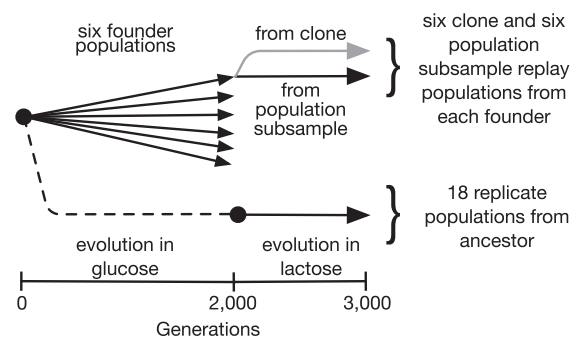 six founder
populations
from clone
from
population
subsample
six clone and six
population
subsample replay
populations from
each founder
18 replicate
populations from
ancestor
evolution in
glucose
evolution in
lactose
0
2,000
3,000
Generations